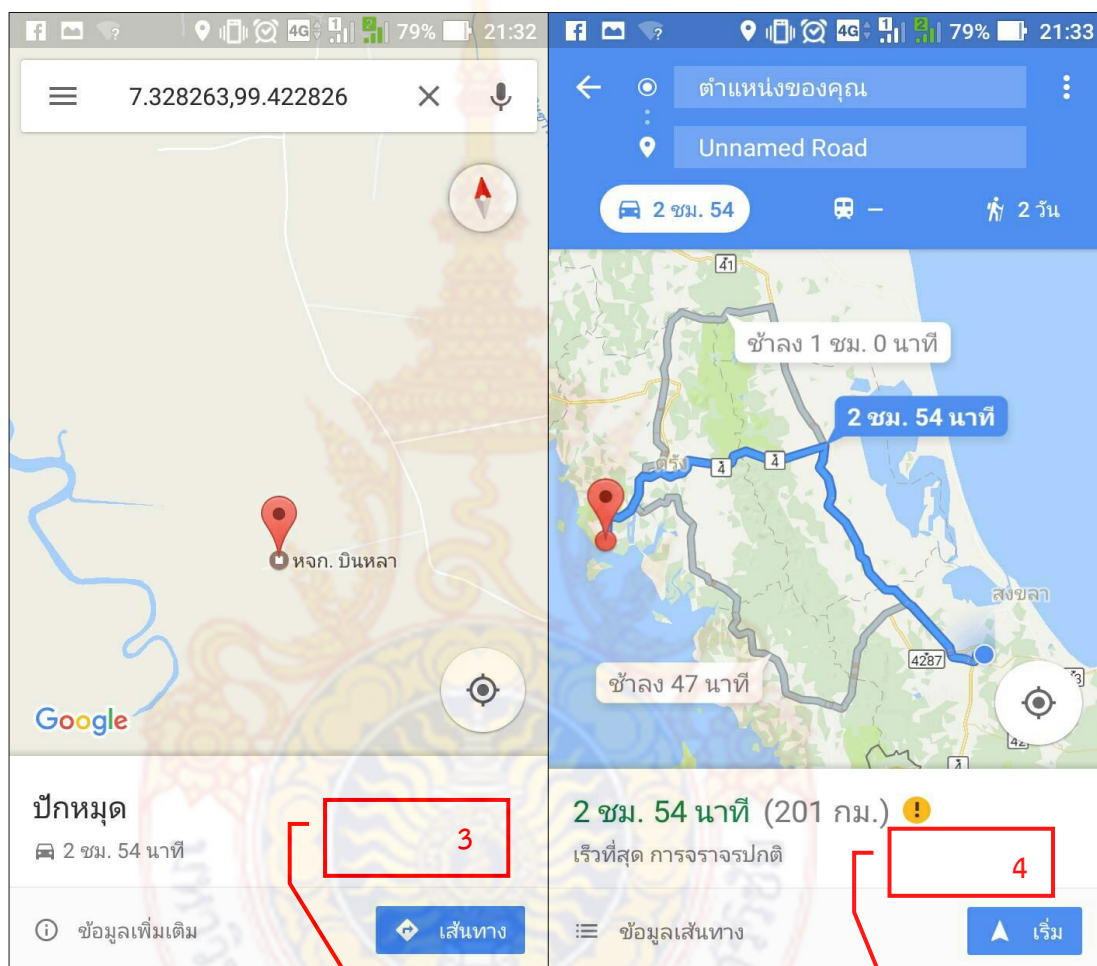 79% 21:32
7.328263,99.422826
หจก. บินหลา
Google
ปักหมุด
2 ชม. 54 นาที
3
ข้อมูลเพิ่มเติม
เส้นทาง
79% 21:33
ตำแหน่งของคุณ
Unnamed Road
2 ชม. 54
–
2 วัน
41
ช้าลง 1 ชม. 0 นาที
2 ชม. 54 นาที
ตรัง
4
4
สงขลา
4287
ช้าลง 47 นาที
4
2 ชม. 54 นาที (201 กม.)
เร็วที่สุด การจราจรปกติ
4
ข้อมูลเส้นทาง
เริ่ม